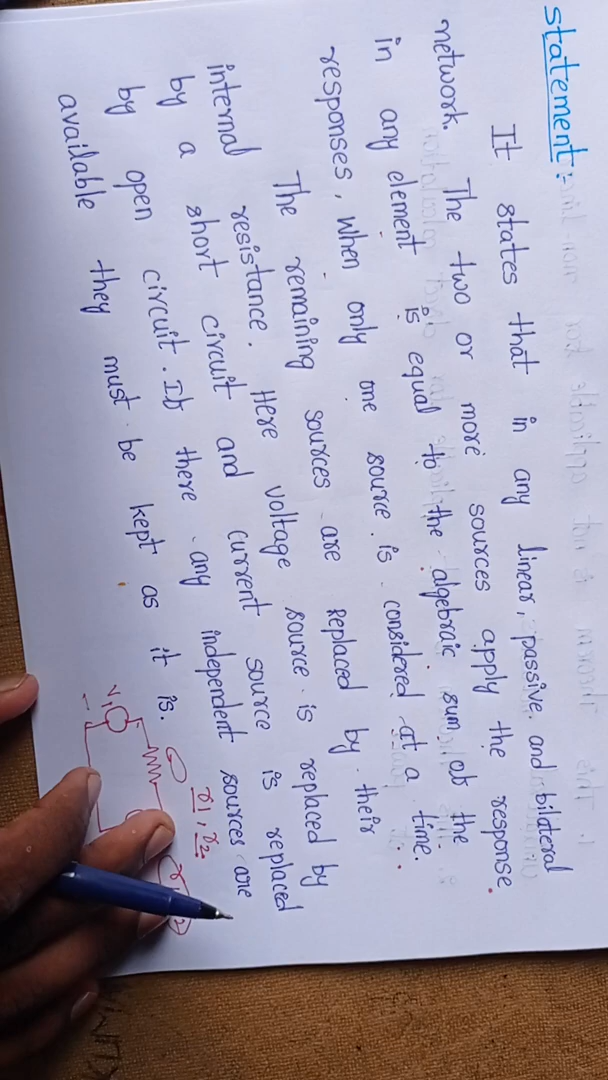 statement:-
It states that in any linear, passive and bilateral
network. The two or more sources apply the response
in any element is equal to the algebraic sum of the
responses, when only one source is considered at a time.
The remaining sources are replaced by their
internal resistance. Here voltage source is replaced by
by a short circuit and current source is replaced
by open circuit. If there any independent sources are
available they must be kept as it is.
V1
I1, I2